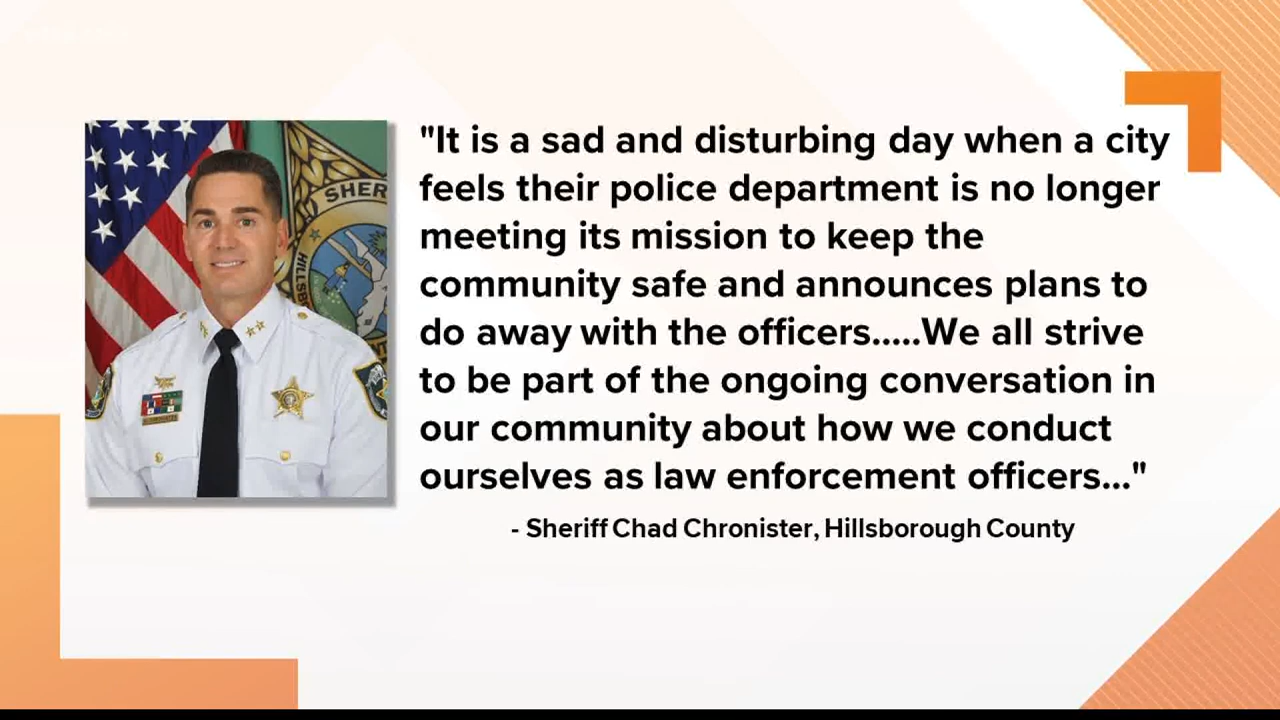 "It is a sad and disturbing day when a city
feels their police department is no longer
meeting its mission to keep the
community safe and announces plans to
do away with the officers.....We all strive
to be part of the ongoing conversation in
our community about how we conduct
ourselves as law enforcement officers..."
- Sheriff Chad Chronister, Hillsborough County
SHER
HILLSB